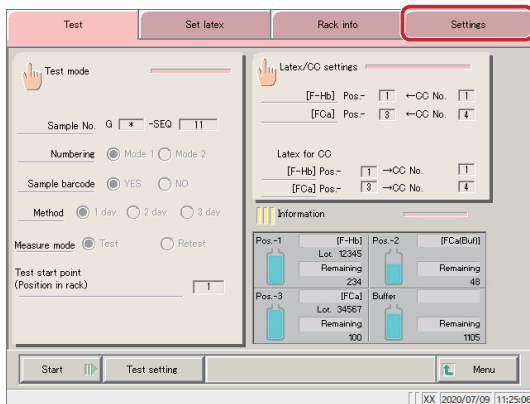 Test
Set latex
Rack info
Settings
Test mode
Sample No. G * -SEQ 11
Numbering Mode 1 Mode 2
Sample barcode YES NO
Method 1 day 2 day 3 day
Measure mode Test Retest
Test start point
(Position in rack) 1
Latex/CC settings
[F-Hb] Pos.- 1 ←CC No. 1
[FCa] Pos.- 3 ←CC No. 4
Latex for CC
[F-Hb] Pos.- 1 →CC No. 1
[FCa] Pos.- 3 →CC No. 4
Information
Pos.-1 [F-Hb]
Lot. 12345
Remaining
234
Pos.-2 [FCa(Buf)]
Remaining
48
Pos.-3 [FCa]
Lot. 34567
Remaining
100
Buffer
Remaining
1105
Start
Test setting
Menu
XX 2020/07/09 11:25:08